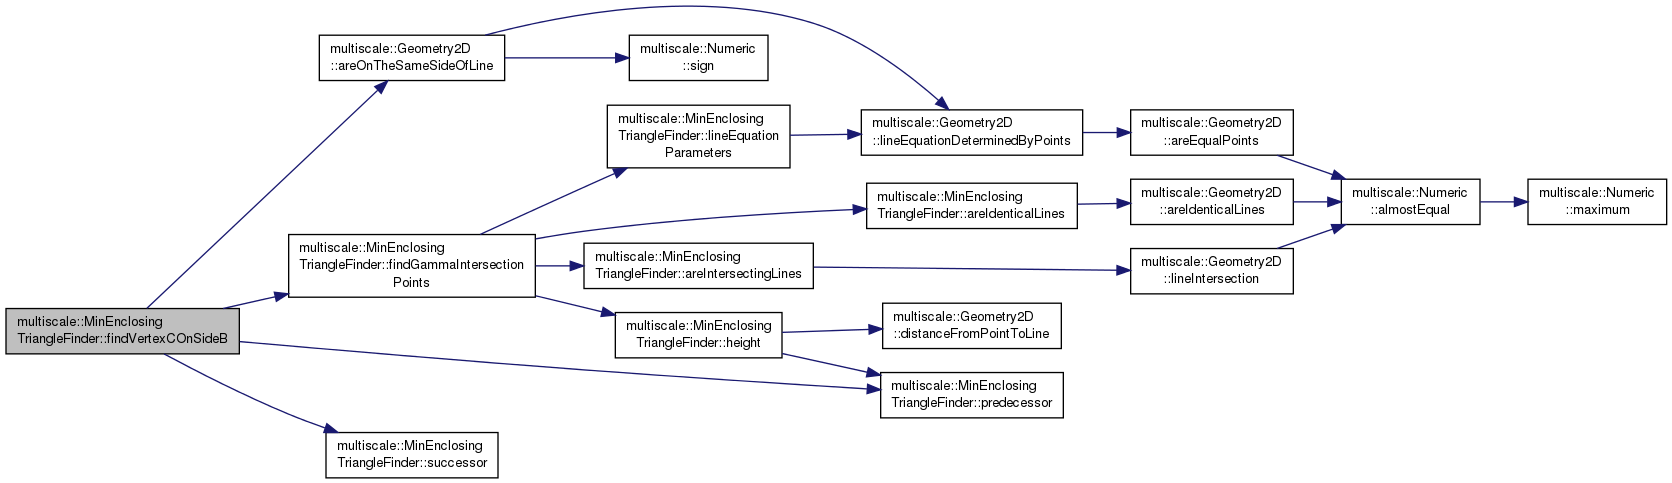 multiscale::Geometry2D
::areOnTheSameSideOfLine
multiscale::Numeric
::sign
multiscale::MinEnclosing
TriangleFinder::lineEquation
Parameters
multiscale::Geometry2D
::lineEquationDeterminedByPoints
multiscale::Geometry2D
::areEqualPoints
multiscale::MinEnclosing
TriangleFinder::areIdenticalLines
multiscale::Geometry2D
::areIdenticalLines
multiscale::Numeric
::almostEqual
multiscale::Numeric
::maximum
multiscale::MinEnclosing
TriangleFinder::findGammaIntersection
Points
multiscale::MinEnclosing
TriangleFinder::areIntersectingLines
multiscale::Geometry2D
::lineIntersection
multiscale::MinEnclosing
TriangleFinder::findVertexCOnSideB
multiscale::MinEnclosing
TriangleFinder::height
multiscale::Geometry2D
::distanceFromPointToLine
multiscale::MinEnclosing
TriangleFinder::predecessor
multiscale::MinEnclosing
TriangleFinder::successor